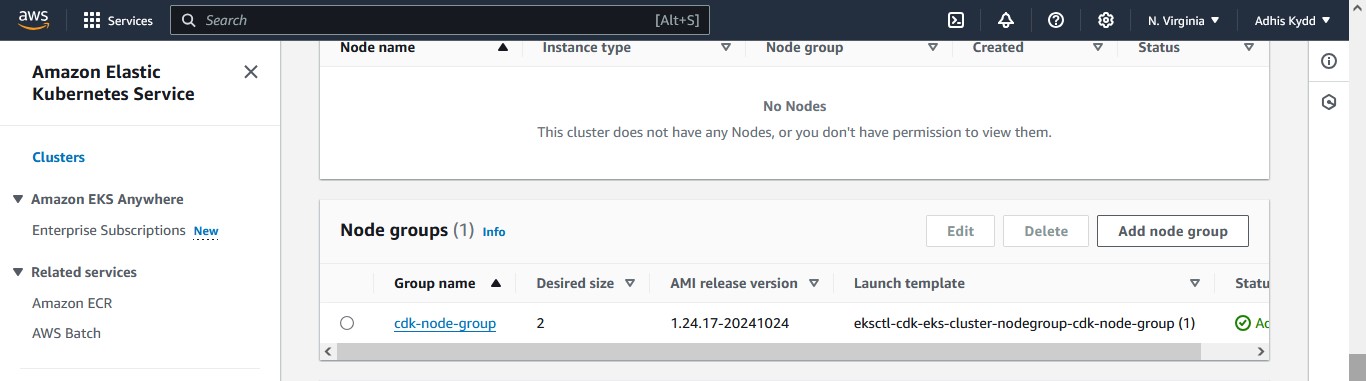 aws Services Search [Alt+S] N. Virginia Adhis Kydd
Amazon Elastic
Kubernetes Service
Clusters
Amazon EKS Anywhere
Enterprise Subscriptions New
Related services
Amazon ECR
AWS Batch
Node name Instance type Node group Created Status
No Nodes
This cluster does not have any Nodes, or you don't have permission to view them.
Node groups (1) Info Edit Delete Add node group
Group name Desired size AMI release version Launch template Statu
cdk-node-group 2 1.24.17-20241024 eksctl-cdk-eks-cluster-nodegroup-cdk-node-group (1) Ac